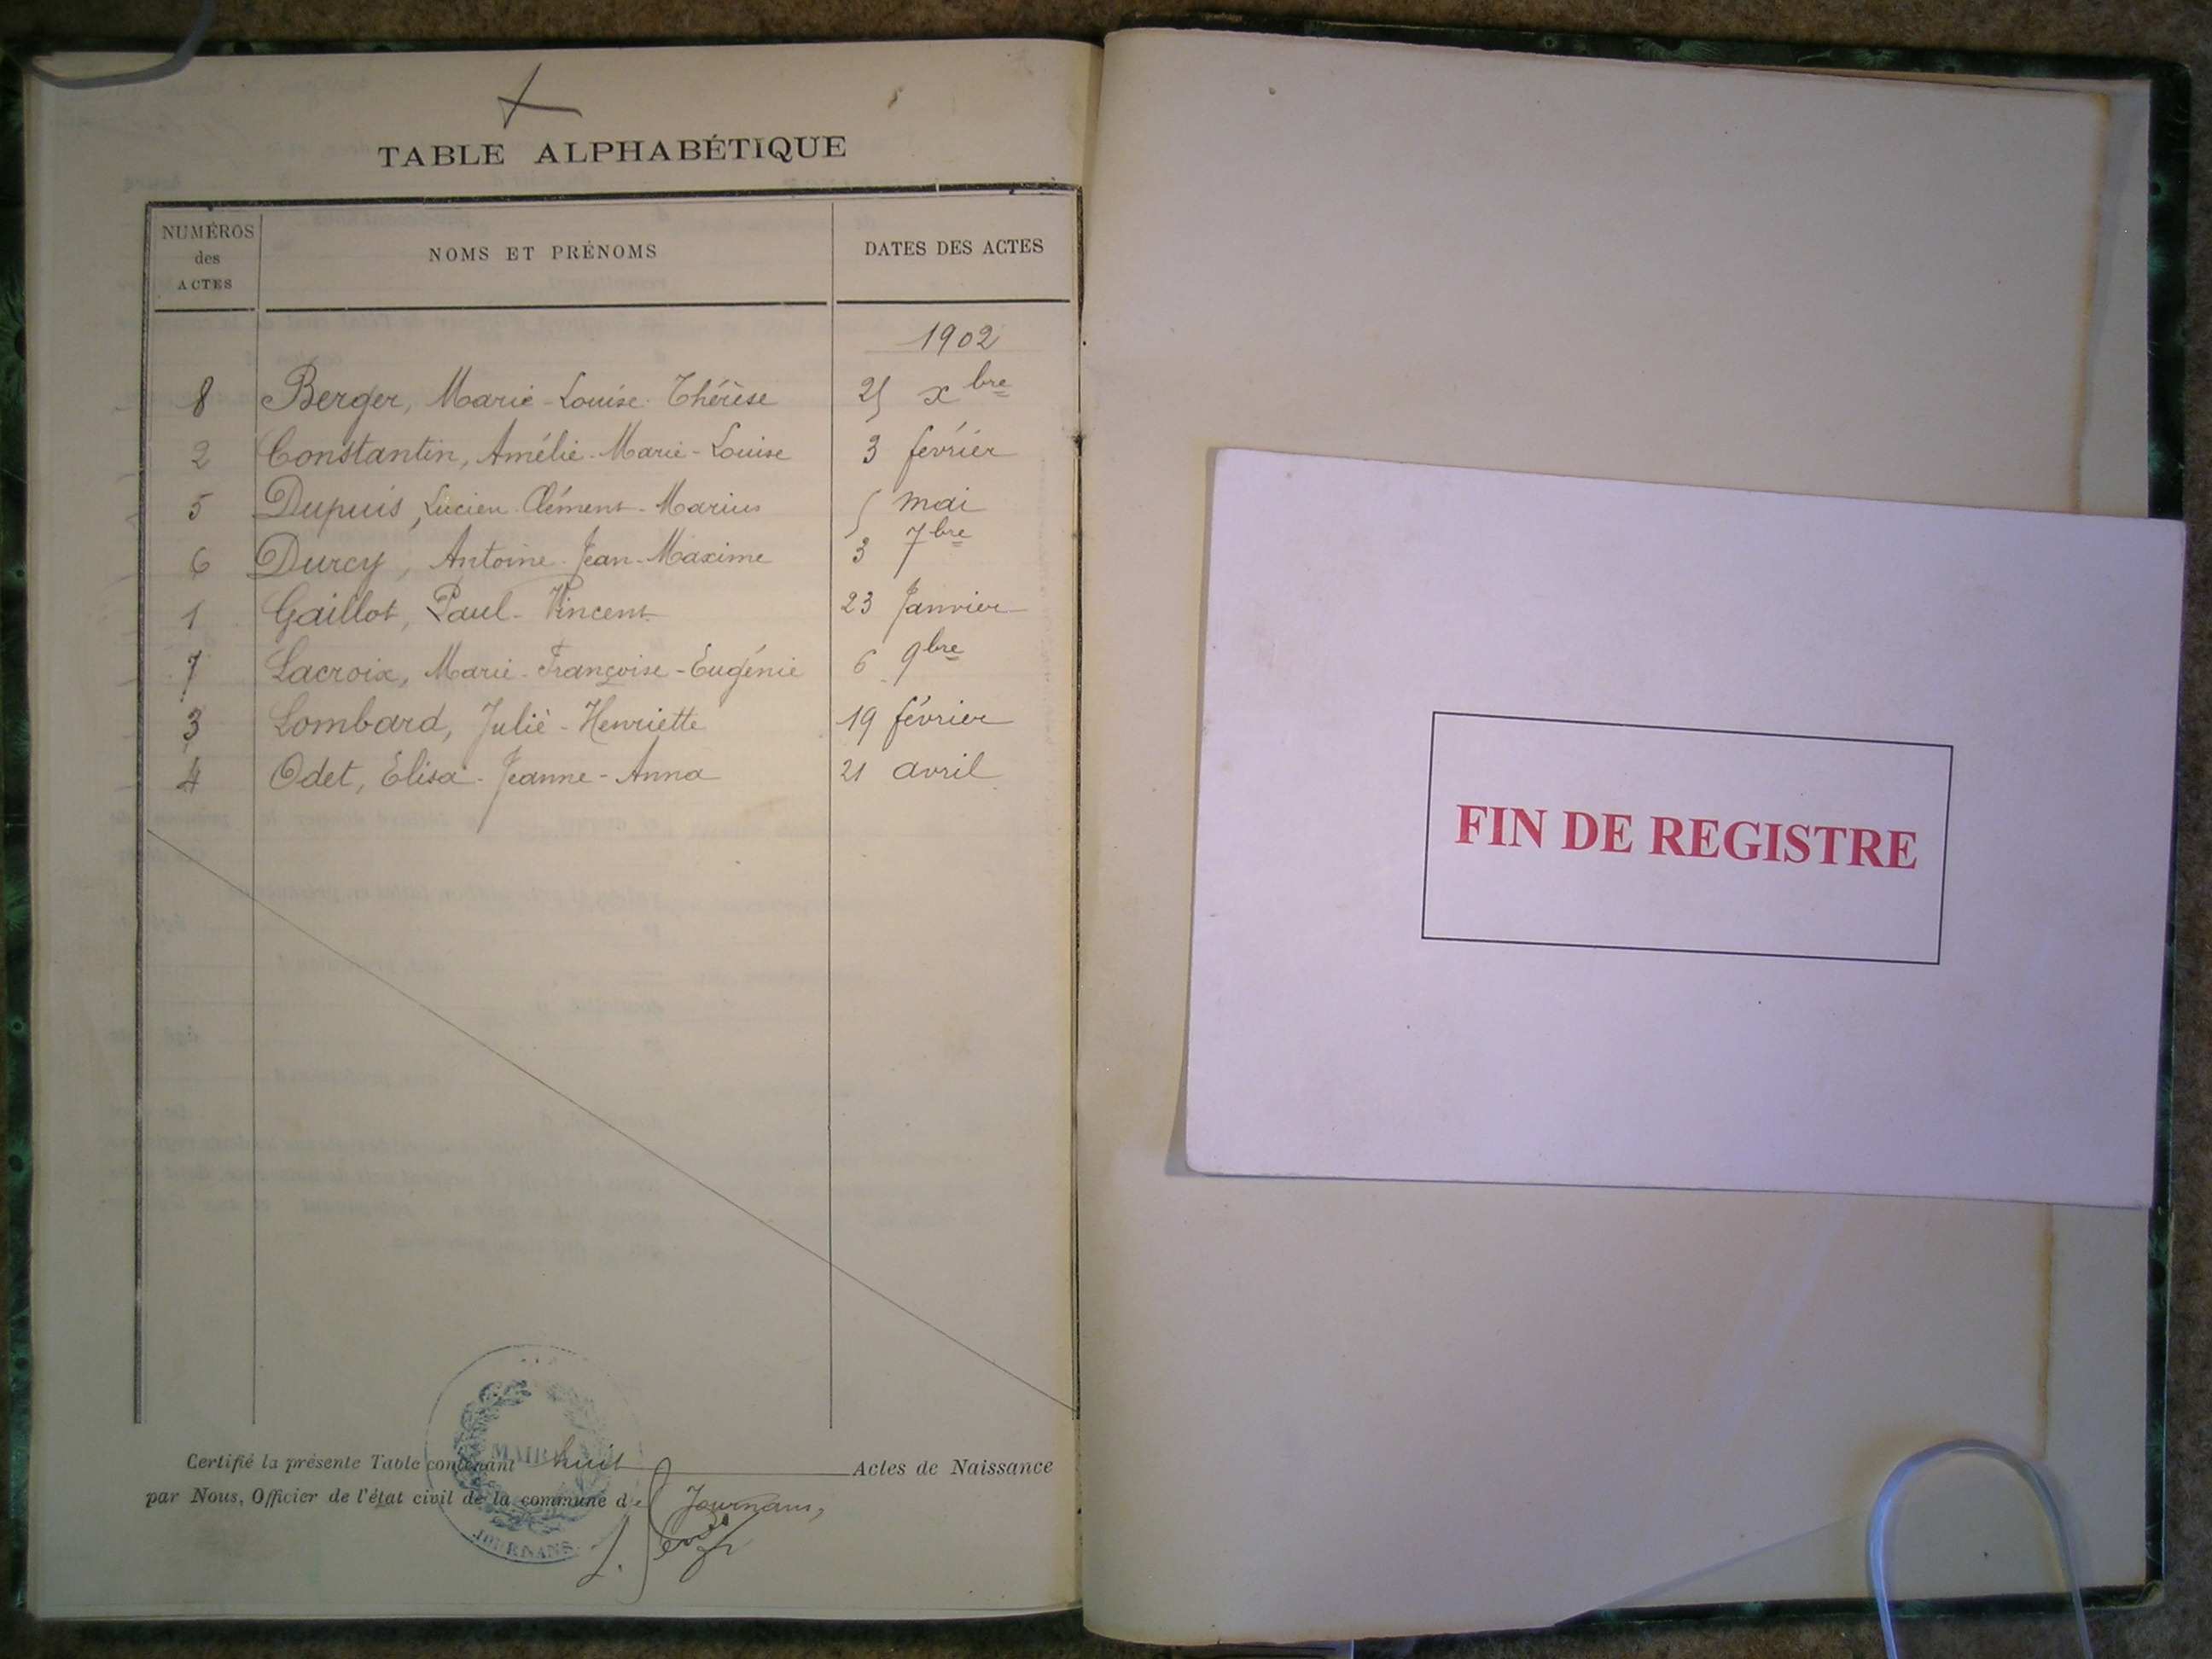 TABLE ALPHABÉTIQUE
NUMÉROS des ACTES NOMS ET PRÉNOMS DATES DES ACTES
1902
8 Berger, Marie-Louise-Thérèse 25 xbre
2 Constantin, Amélie-Marie-Louise 3 février
5 Dupuis, Lucien-Clément-Marius 5 mai
6 Durcy, Antoine-Jean-Maxime 3 7bre
1 Gaillot, Paul-Vincent 23 Janvier
7 Lacroix, Marie-Françoise-Eugénie 6 9bre
3 Lombard, Julie-Henriette 19 février
4 Odet, Élisa-Jeanne-Anna 21 avril
Certifié la présente Table contenant huit Actes de Naissance
par Nous, Officier de l'état civil de la commune de Journans,
MAIRIE
JOURNANS
FIN DE REGISTRE